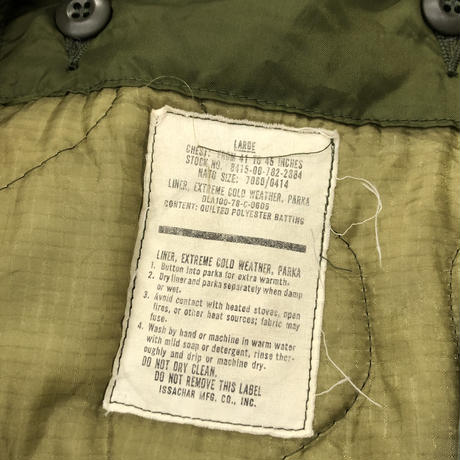 LARGE
CHEST: FROM 41 TO 45 INCHES
STOCK NO. 8415-00-782-2884
NATO SIZE: 7080/0414
LINER, EXTREME COLD WEATHER, PARKA
DLA100-78-C-0606
CONTENT: QUILTED POLYESTER BATTING
LINER, EXTREME COLD WEATHER, PARKA
1. Button into parka for extra warmth.
2. Dry liner and parka separately when damp
or wet.
3. Avoid contact with heated stoves, open
fires, or other heat sources; fabric may
fuse.
4. Wash by hand or machine in warm water
with mild soap or detergent, rinse thor-
oughly and drip or machine dry.
DO NOT DRY CLEAN.
DO NOT REMOVE THIS LABEL
ISSACHAR MFG. CO., INC.